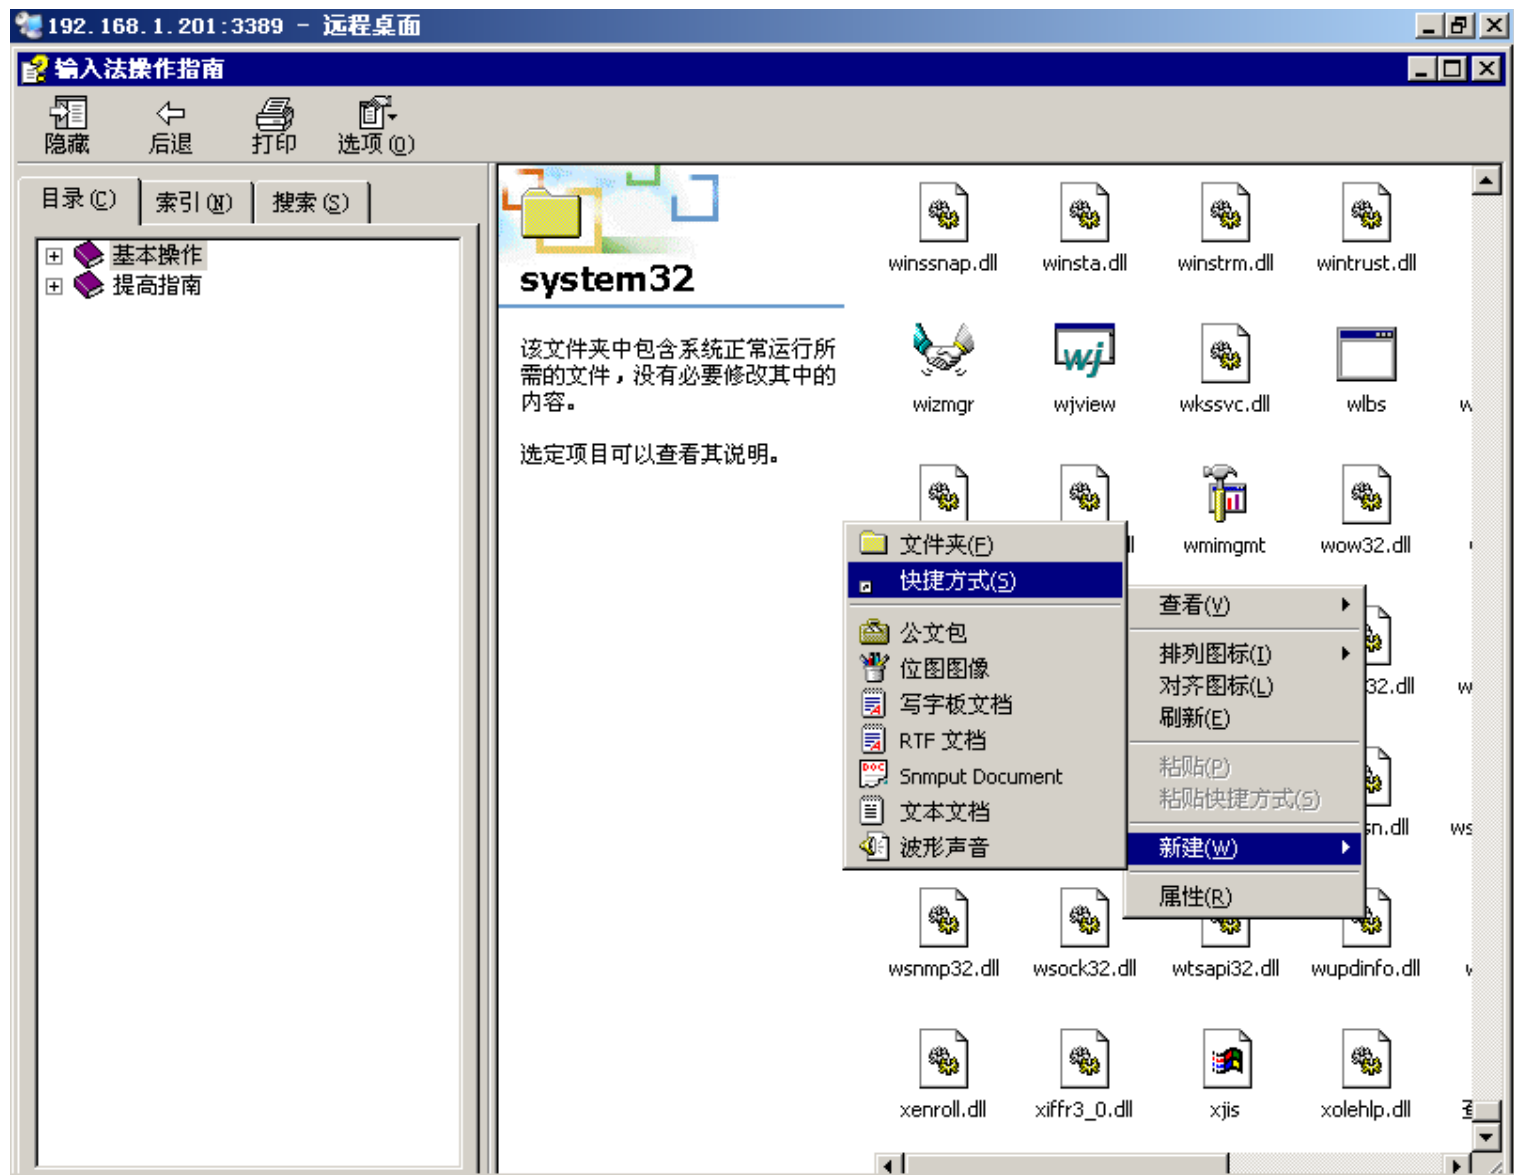 192.168.1.201:3389 - 远程桌面
输入法操作指南
隐藏 后退 打印 选项(O)
目录(C) 索引(N) 搜索(S)
基本操作
提高指南
system32
该文件夹中包含系统正常运行所
需的文件，没有必要修改其中的
内容。
选定项目可以查看其说明。
winssnap.dll winsta.dll winstrm.dll wintrust.dll
wizmgr wjview wkssvc.dll wlbs
wmimgmt wow32.dll
文件夹(F)
快捷方式(S)
公文包
位图图像
写字板文档
RTF 文档
Snmput Document
文本文档
波形声音
查看(V)
排列图标(I)
对齐图标(L)
刷新(E)
粘贴(P)
粘贴快捷方式(S)
新建(W)
属性(R)
32.dll
sn.dll
wsnmp32.dll wsock32.dll wtsapi32.dll wupdinfo.dll
xenroll.dll xiffr3_0.dll xjis xolehlp.dll